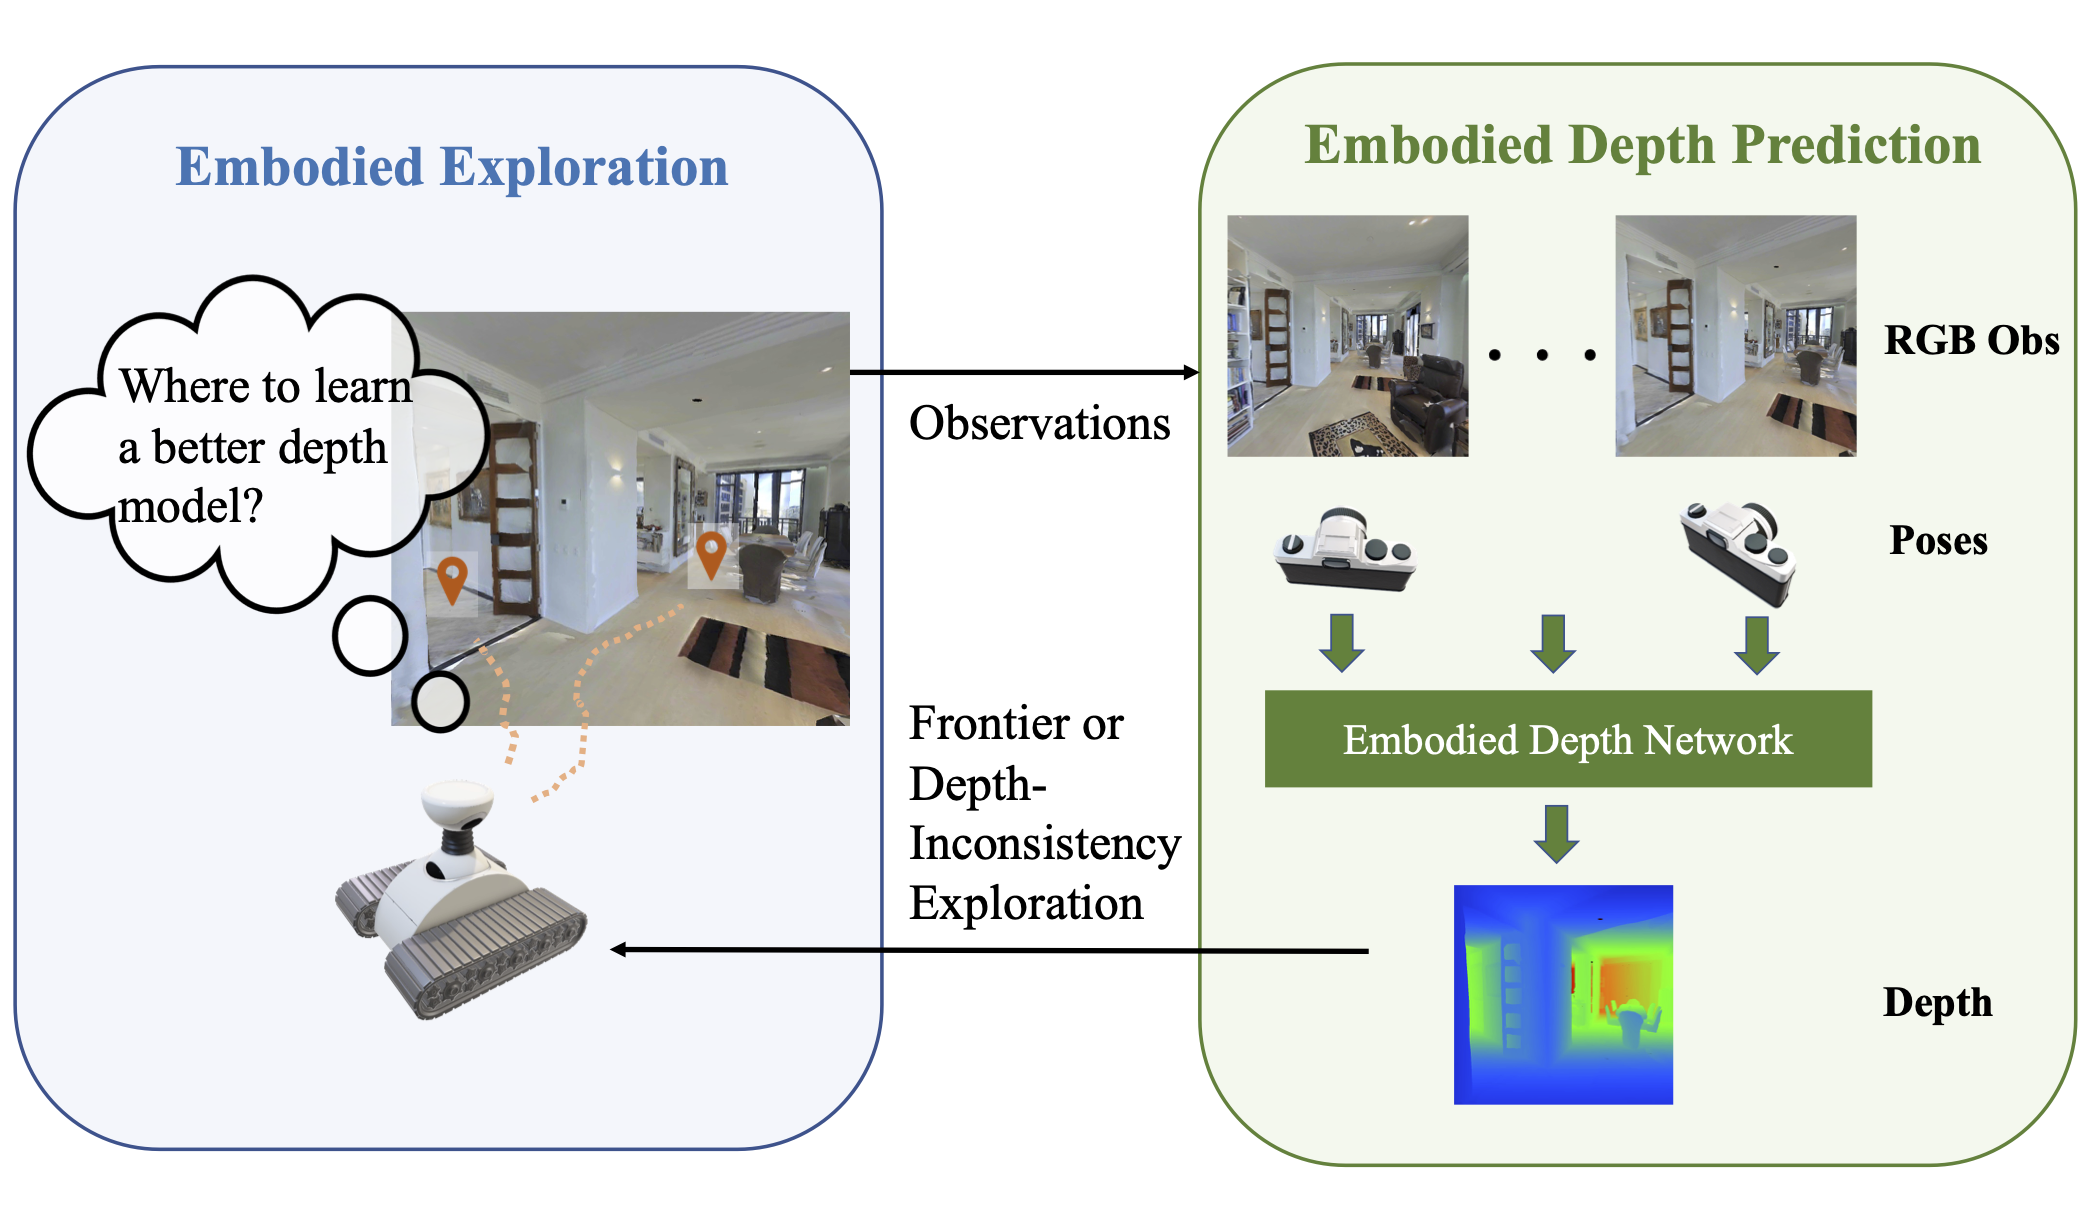 Embodied Exploration
Where to learn
a better depth
model?
Observations
Frontier or
Depth-
Inconsistency
Exploration
Embodied Depth Prediction
RGB Obs
Poses
Embodied Depth Network
Depth